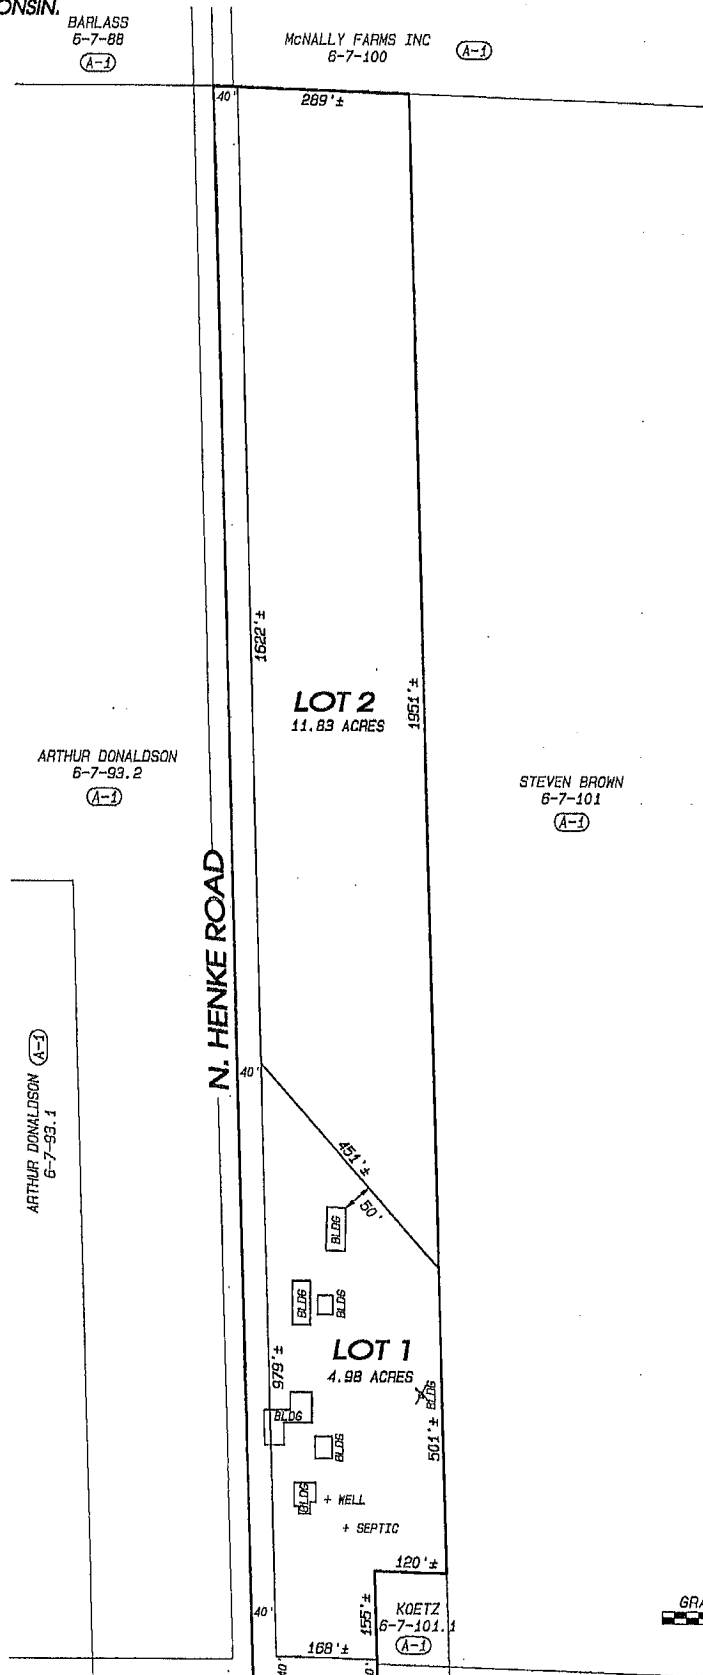 ONSIN.
BARLASS
6-7-88
A-1
McNALLY FARMS INC
6-7-100
A-1
40'
289'±
1622'±
LOT 2
11.83 ACRES
1951'±
ARTHUR DONALDSON
6-7-93.2
A-1
STEVEN BROWN
6-7-101
A-1
N. HENKE ROAD
ARTHUR DONALDSON
6-7-93.1
A-1
40'
451'±
50'
BLDG
BLDG
BLDG
LOT 1
4.98 ACRES
979'±
BLDG
501'±
BLDG
BLDG
BLDG
+ WELL
+ SEPTIC
120'±
40'
155'±
KOETZ
6-7-101.1
A-1
168'±
40'
GRA